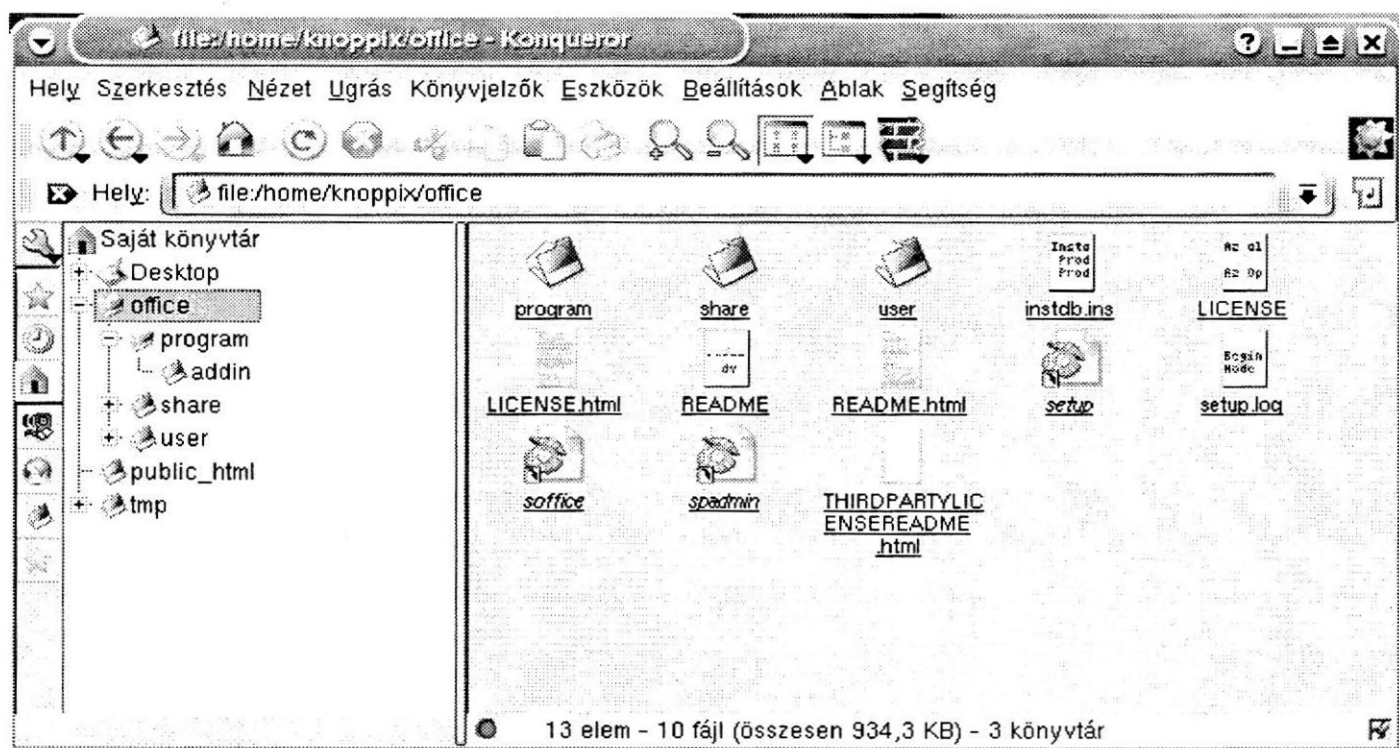 file:/home/knoppix/office - Konqueror
Hely Szerkesztés Nézet Ugrás Könyvjelzők Eszközök Beállítások Ablak Segítség
Hely: file:/home/knoppix/office
Saját könyvtár
Desktop
office
program
addin
share
user
public_html
tmp
program share user instdb.ins LICENSE
LICENSE.html README README.html setup setup.log
soffice spadmin THIRDPARTYLIC
ENSEREADME
.html
13 elem - 10 fájl (összesen 934,3 KB) - 3 könyvtár